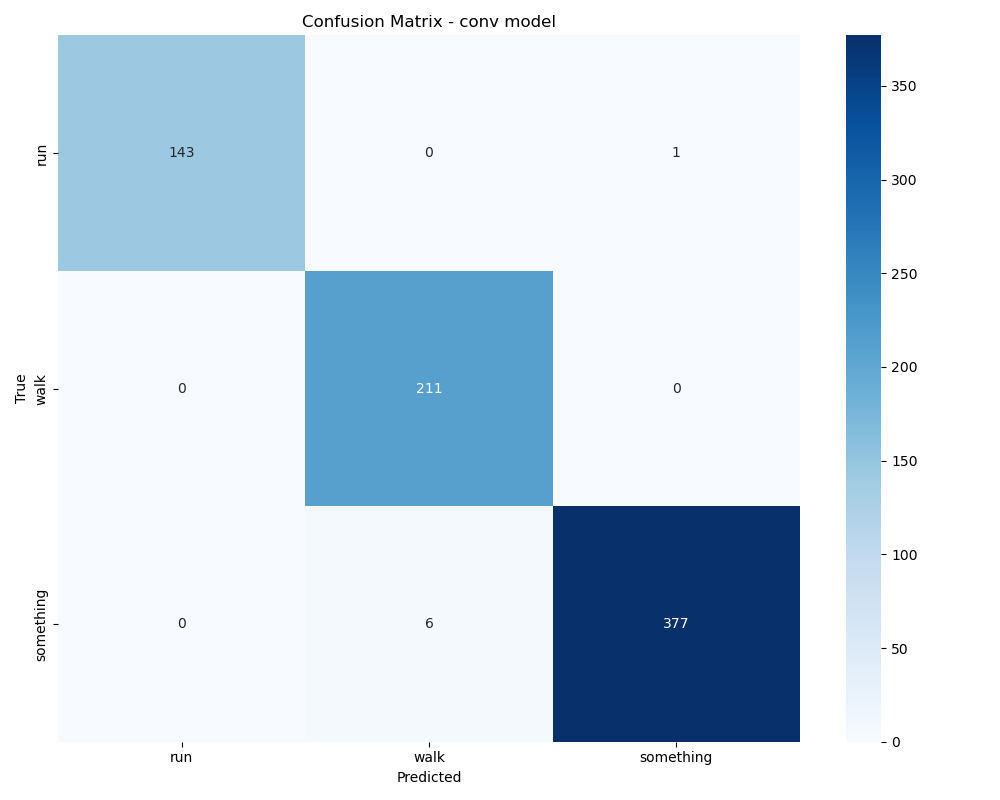 Confusion Matrix - conv model
run
143
0
1
True
walk
0
211
0
something
0
6
377
run
walk
something
Predicted
350
300
250
200
150
100
50
0